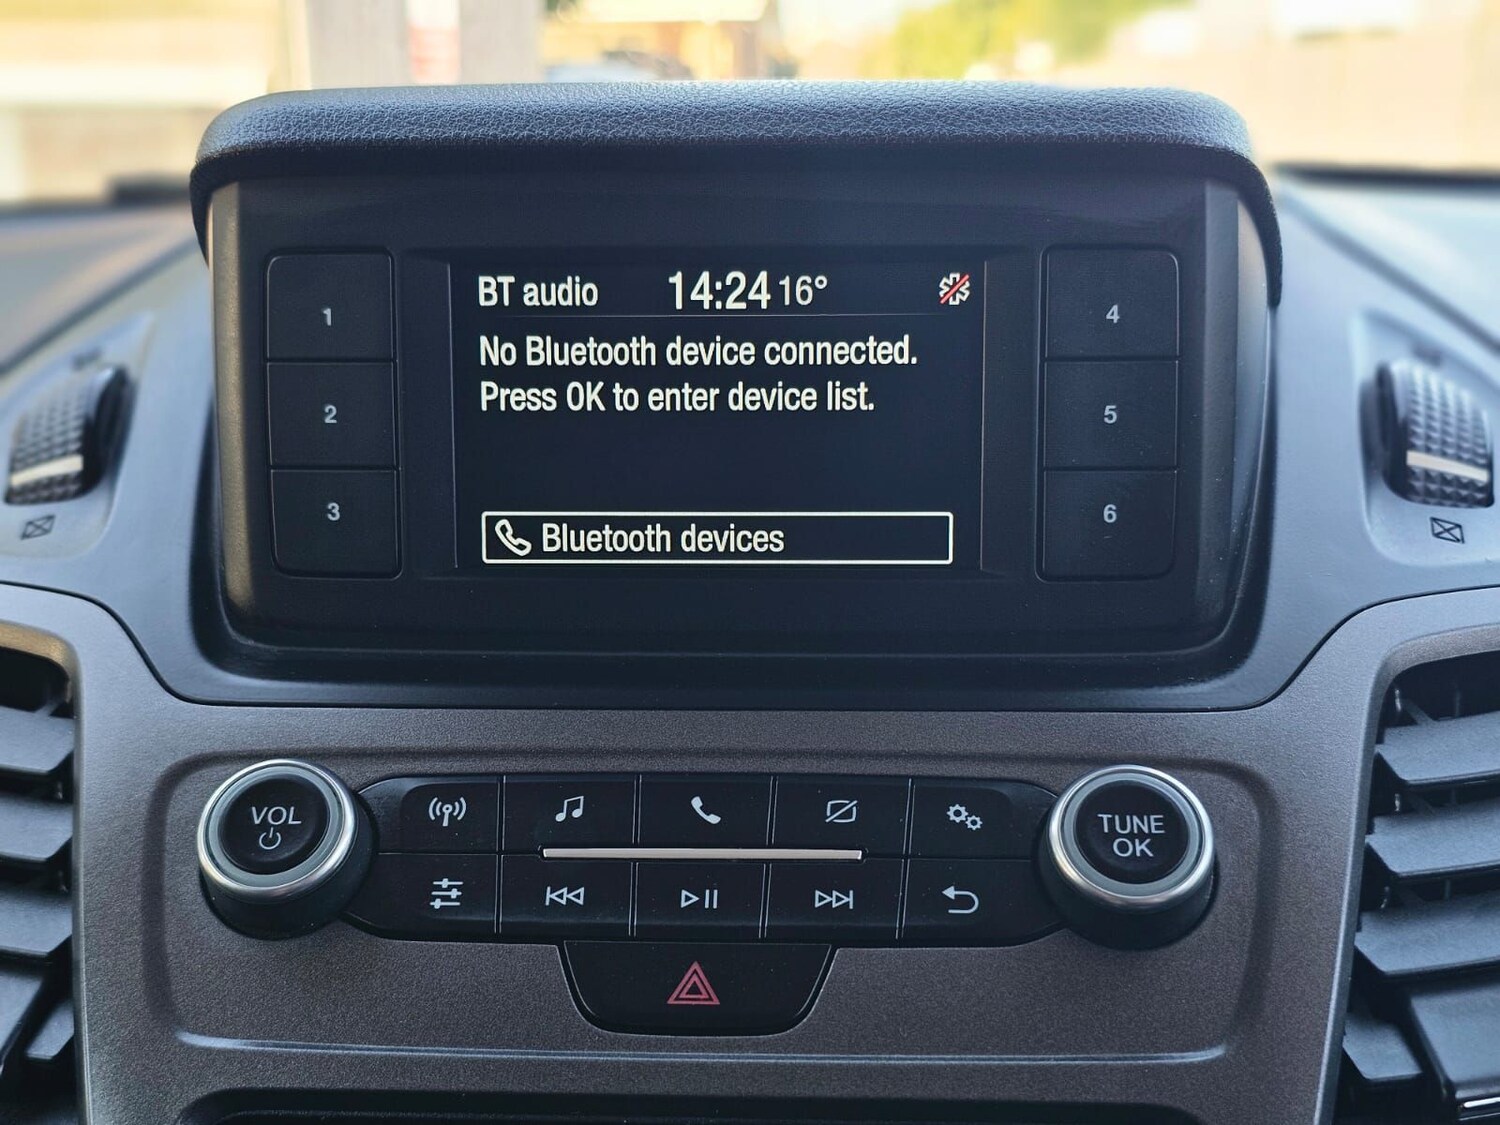 BT audio 14:24 16°
No Bluetooth device connected.
Press OK to enter device list.
Bluetooth devices
1
2
3
4
5
6
VOL
TUNE
OK